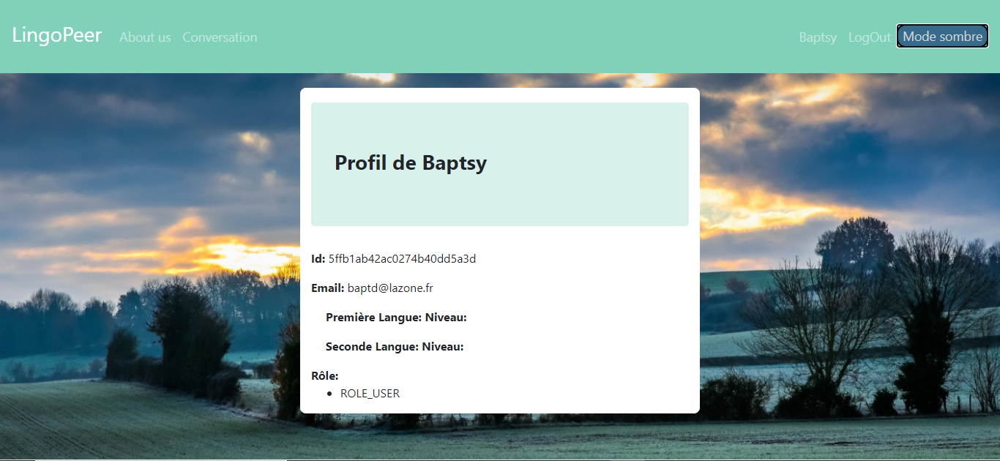 LingoPeer About us Conversation Baptsy LogOut Mode sombre
Profil de Baptsy
Id: 5ffb1ab42ac0274b40dd5a3d
Email: baptd@lazone.fr
Première Langue: Niveau:
Seconde Langue: Niveau:
Rôle:
• ROLE_USER